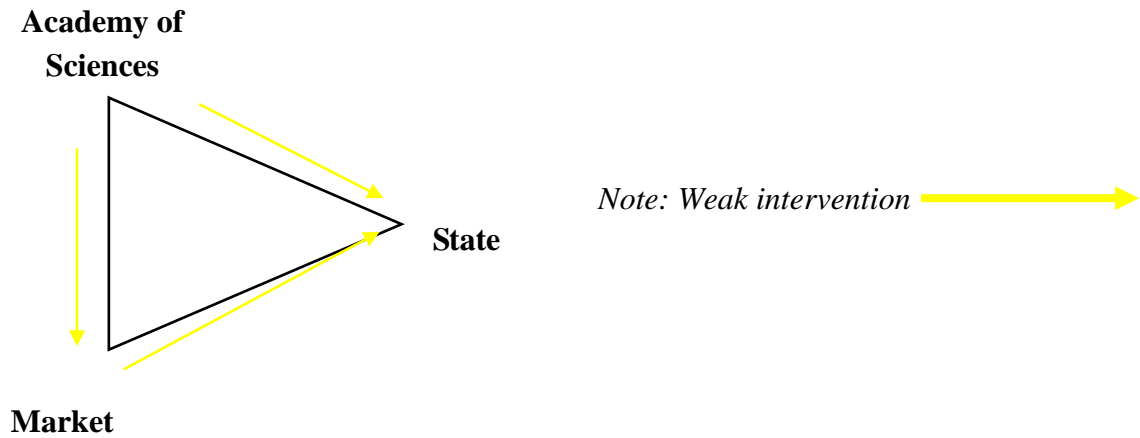 Academy of
Sciences
Note: Weak intervention
State
Market